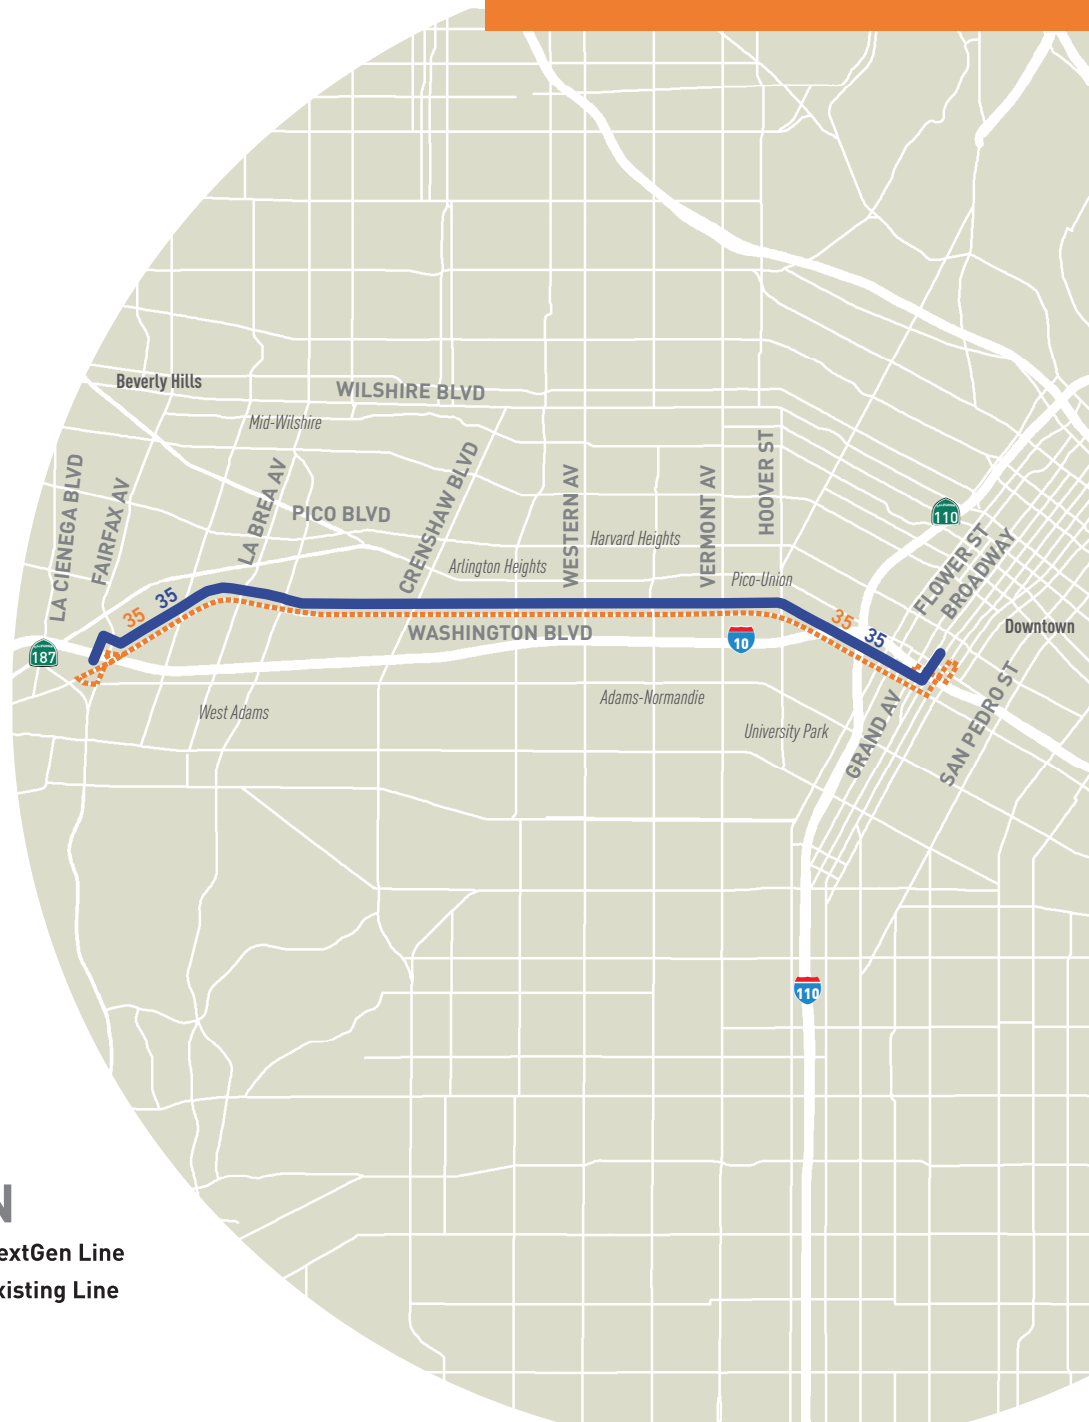 Beverly Hills
WILSHIRE BLVD
Mid-Wilshire
LA CIENEGA BLVD
FAIRFAX AV
LA BREA AV
PICO BLVD
CRENSHAW BLVD
WESTERN AV
Harvard Heights
VERMONT AV
HOOVER ST
110
Arlington Heights
Pico-Union
FLOWER ST
BROADWAY
35
35
35
35
Downtown
WASHINGTON BLVD
10
187
West Adams
Adams-Normandie
University Park
GRAND AV
SAN PEDRO ST
110
N
extGen Line
xisting Line